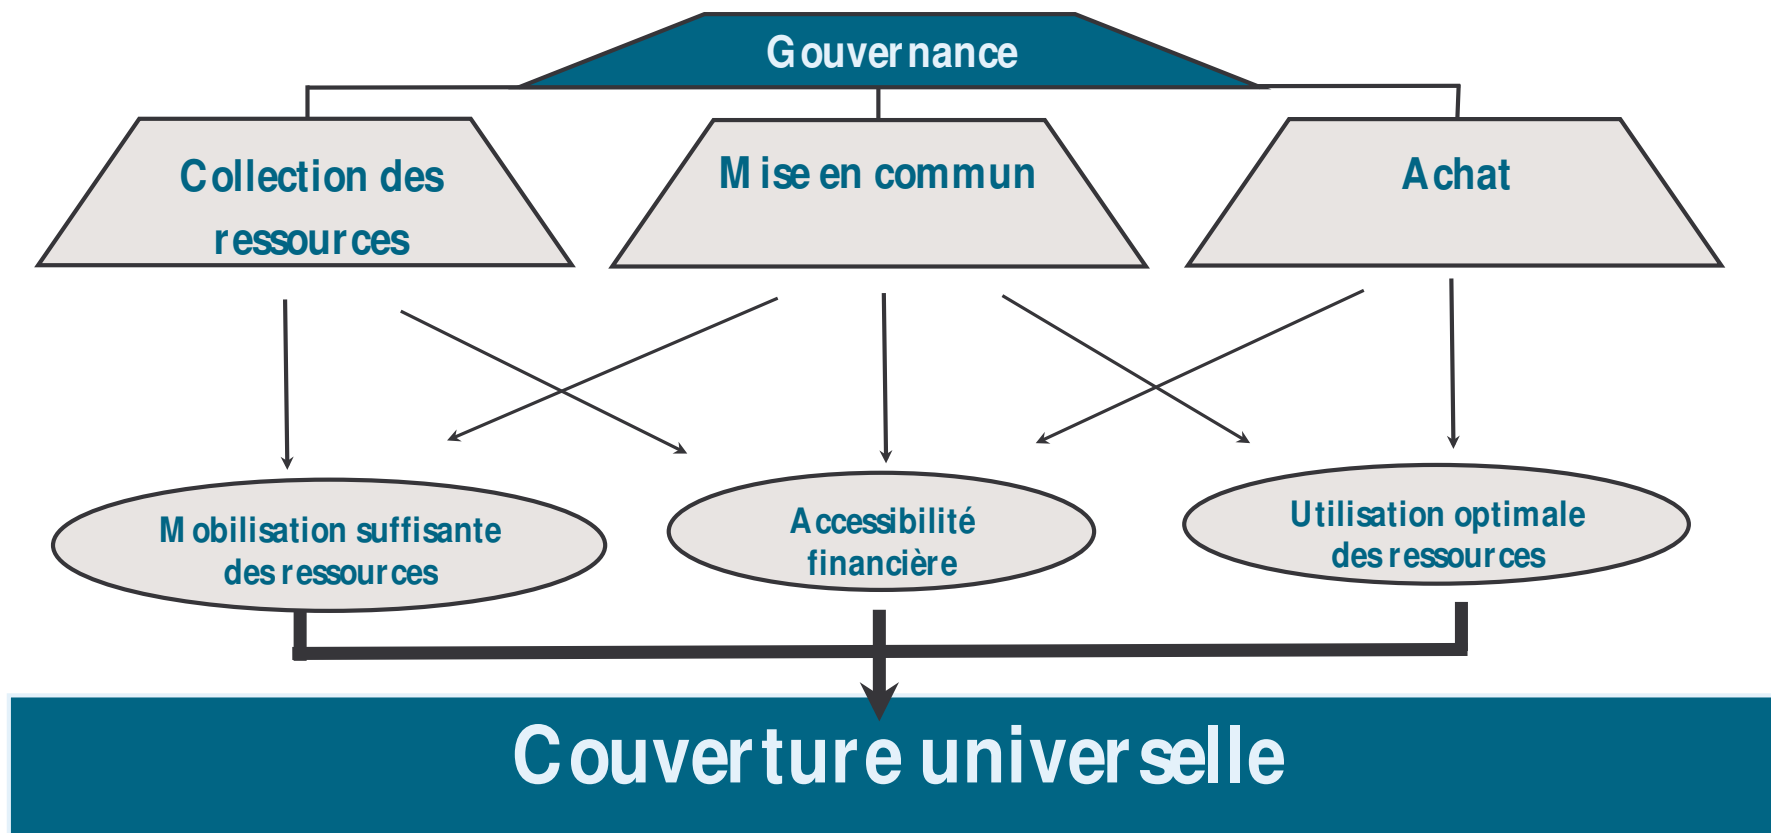 Gouvernance
Collection des
ressources
Mise en commun
Achat
Mobilisation suffisante
des ressources
Accessibilité
financière
Utilisation optimale
des ressources
Couverture universelle